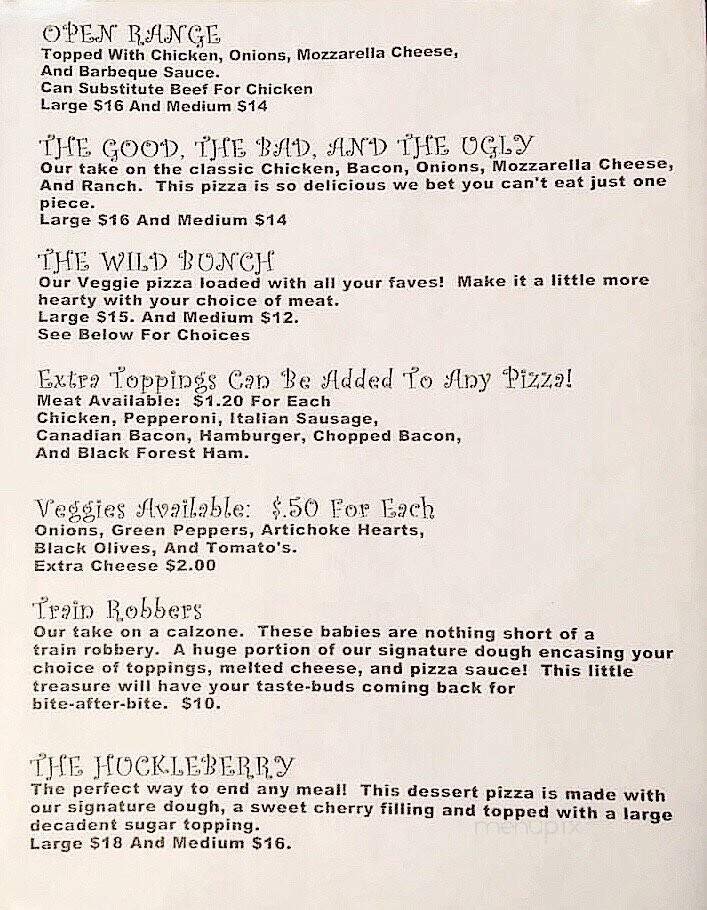 OPEN RANGE
Topped With Chicken, Onions, Mozzarella Cheese,
And Barbeque Sauce.
Can Substitute Beef For Chicken
Large $16 And Medium $14
THE GOOD, THE BAD, AND THE UGLY
Our take on the classic Chicken, Bacon, Onions, Mozzarella Cheese,
And Ranch. This pizza is so delicious we bet you can't eat just one
piece.
Large $16 And Medium $14
THE WILD BUNCH
Our Veggie pizza loaded with all your faves! Make it a little more
hearty with your choice of meat.
Large $15. And Medium $12.
See Below For Choices
Extra Toppings Can Be Added To Any Pizza!
Meat Available: $1.20 For Each
Chicken, Pepperoni, Italian Sausage,
Canadian Bacon, Hamburger, Chopped Bacon,
And Black Forest Ham.
Veggies Available: $.50 For Each
Onions, Green Peppers, Artichoke Hearts,
Black Olives, And Tomato's.
Extra Cheese $2.00
Train Robbers
Our take on a calzone. These babies are nothing short of a
train robbery. A huge portion of our signature dough encasing your
choice of toppings, melted cheese, and pizza sauce! This little
treasure will have your taste-buds coming back for
bite-after-bite. $10.
THE HUCKLEBERRY
The perfect way to end any meal! This dessert pizza is made with
our signature dough, a sweet cherry filling and topped with a large
decadent sugar topping.
Large $18 And Medium $16.
menupix